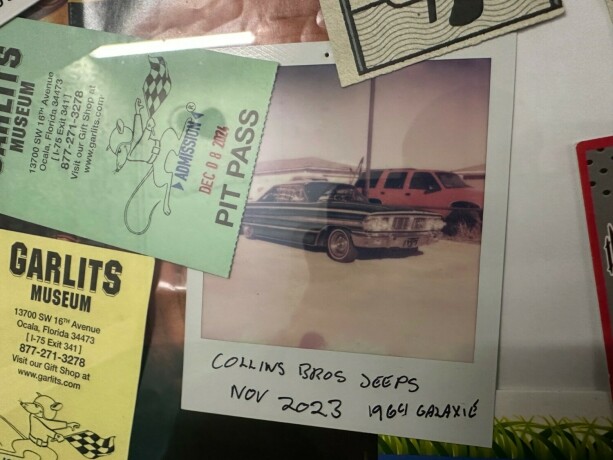 GARLITS
MUSEUM
13700 SW 16TH Avenue
Ocala, Florida 34473
[I-75 Exit 341]
877-271-3278
Visit our Gift Shop at
www.garlits.com
ADMISSION
DEC 08 2024
PIT PASS
GARLITS
MUSEUM
13700 SW 16TH Avenue
Ocala, Florida 34473
[I-75 Exit 341]
877-271-3278
Visit our Gift Shop at
www.garlits.com
COLLINS BROS JEEPS
NOV 2023 1964 GALAXIE